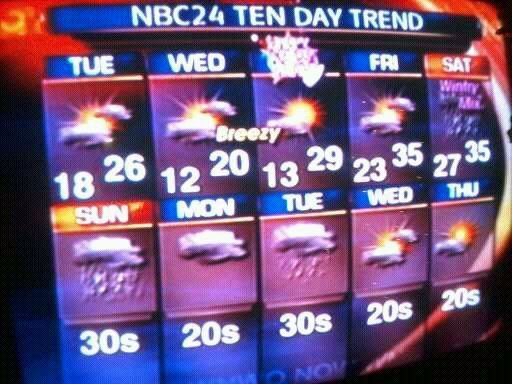 NBC24 TEN DAY TREND
TUE WED FRI SAT
Wintry
Mix
Breezy
18 26 12 20 13 29 23 35 27 35
SUN MON TUE WED THU
30s 20s 30s 20s 20s